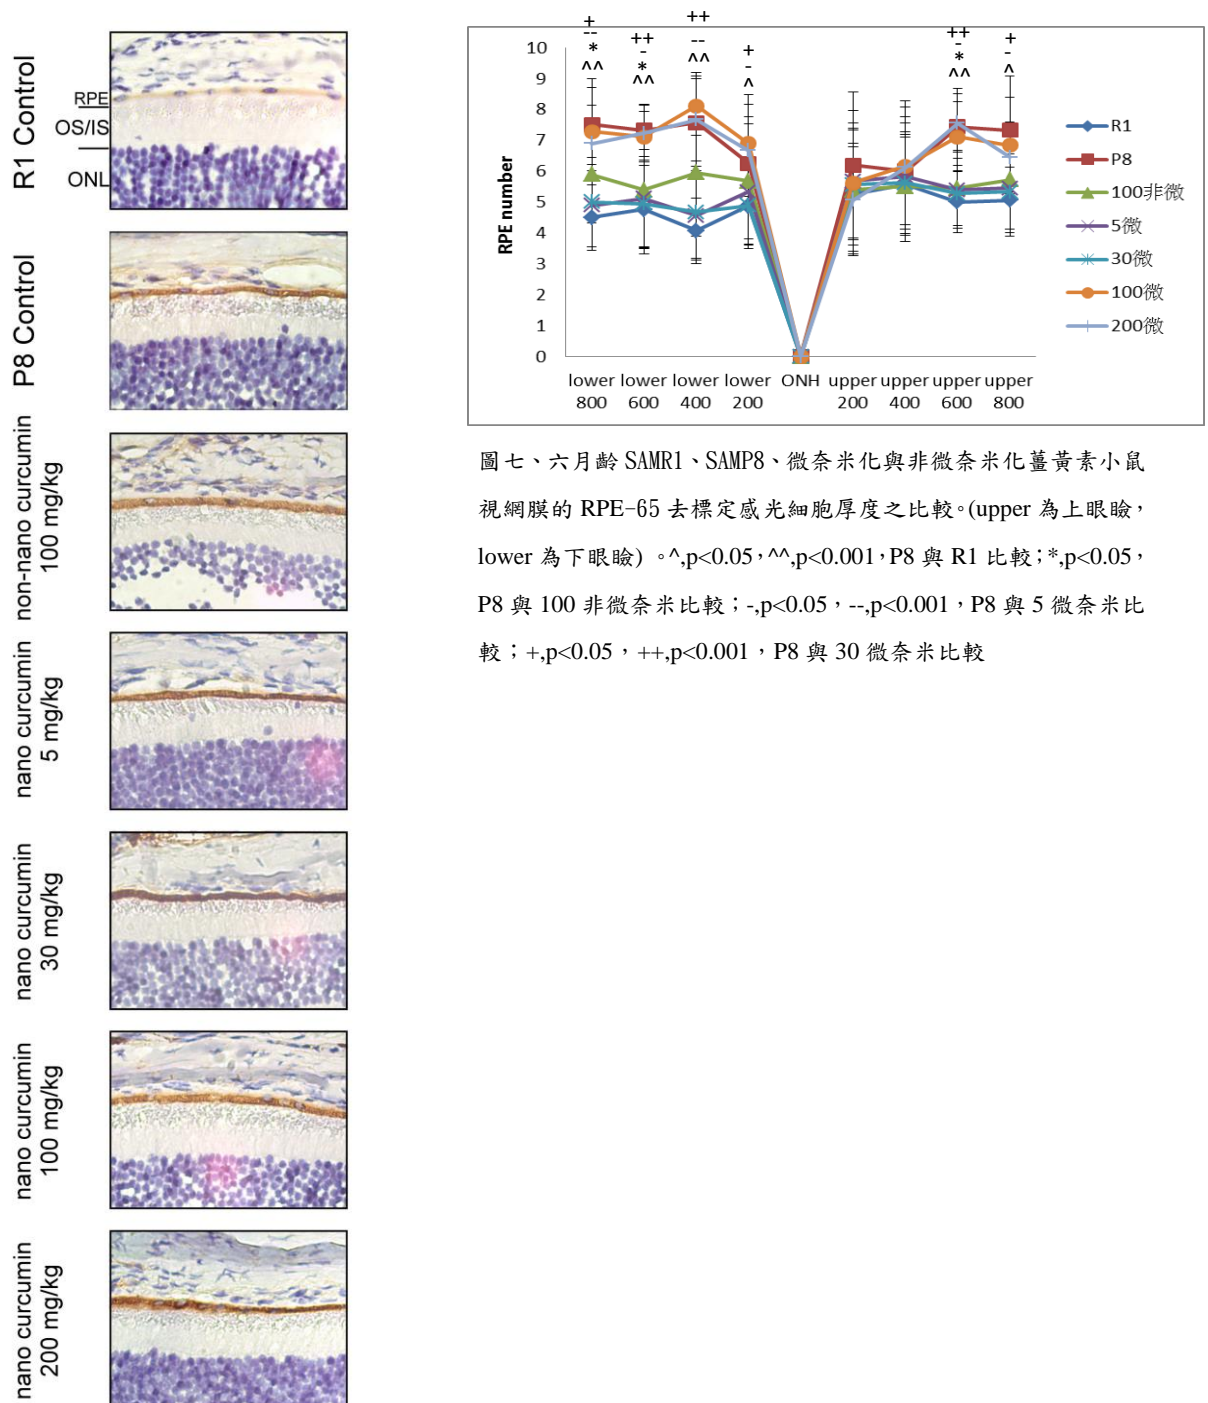 R1 Control
RPE
OS/IS
ONL
P8 Control
non-nano curcumin
100 mg/kg
nano curcumin
5 mg/kg
nano curcumin
30 mg/kg
nano curcumin
100 mg/kg
nano curcumin
200 mg/kg
+ ++ ++ + ++ +
-- - -- - - -
* * *
^^ ^^ ^^ ^ ^^ ^
RPE number
10
9
8
7
6
5
4
3
2
1
0
lower lower lower lower ONH upper upper upper upper
800 600 400 200 200 400 600 800
R1
P8
100非微
5微
30微
100微
200微
圖七、六月齡 SAMR1、SAMP8、微奈米化與非微奈米化薑黃素小鼠
視網膜的 RPE-65 去標定感光細胞厚度之比較。(upper 為上眼瞼，
lower 為下眼瞼) 。^,p<0.05，^^,p<0.001，P8 與 R1 比較；*,p<0.05，
P8 與 100 非微奈米比較；-,p<0.05，--,p<0.001，P8 與 5 微奈米比
較；+,p<0.05，++,p<0.001，P8 與 30 微奈米比較